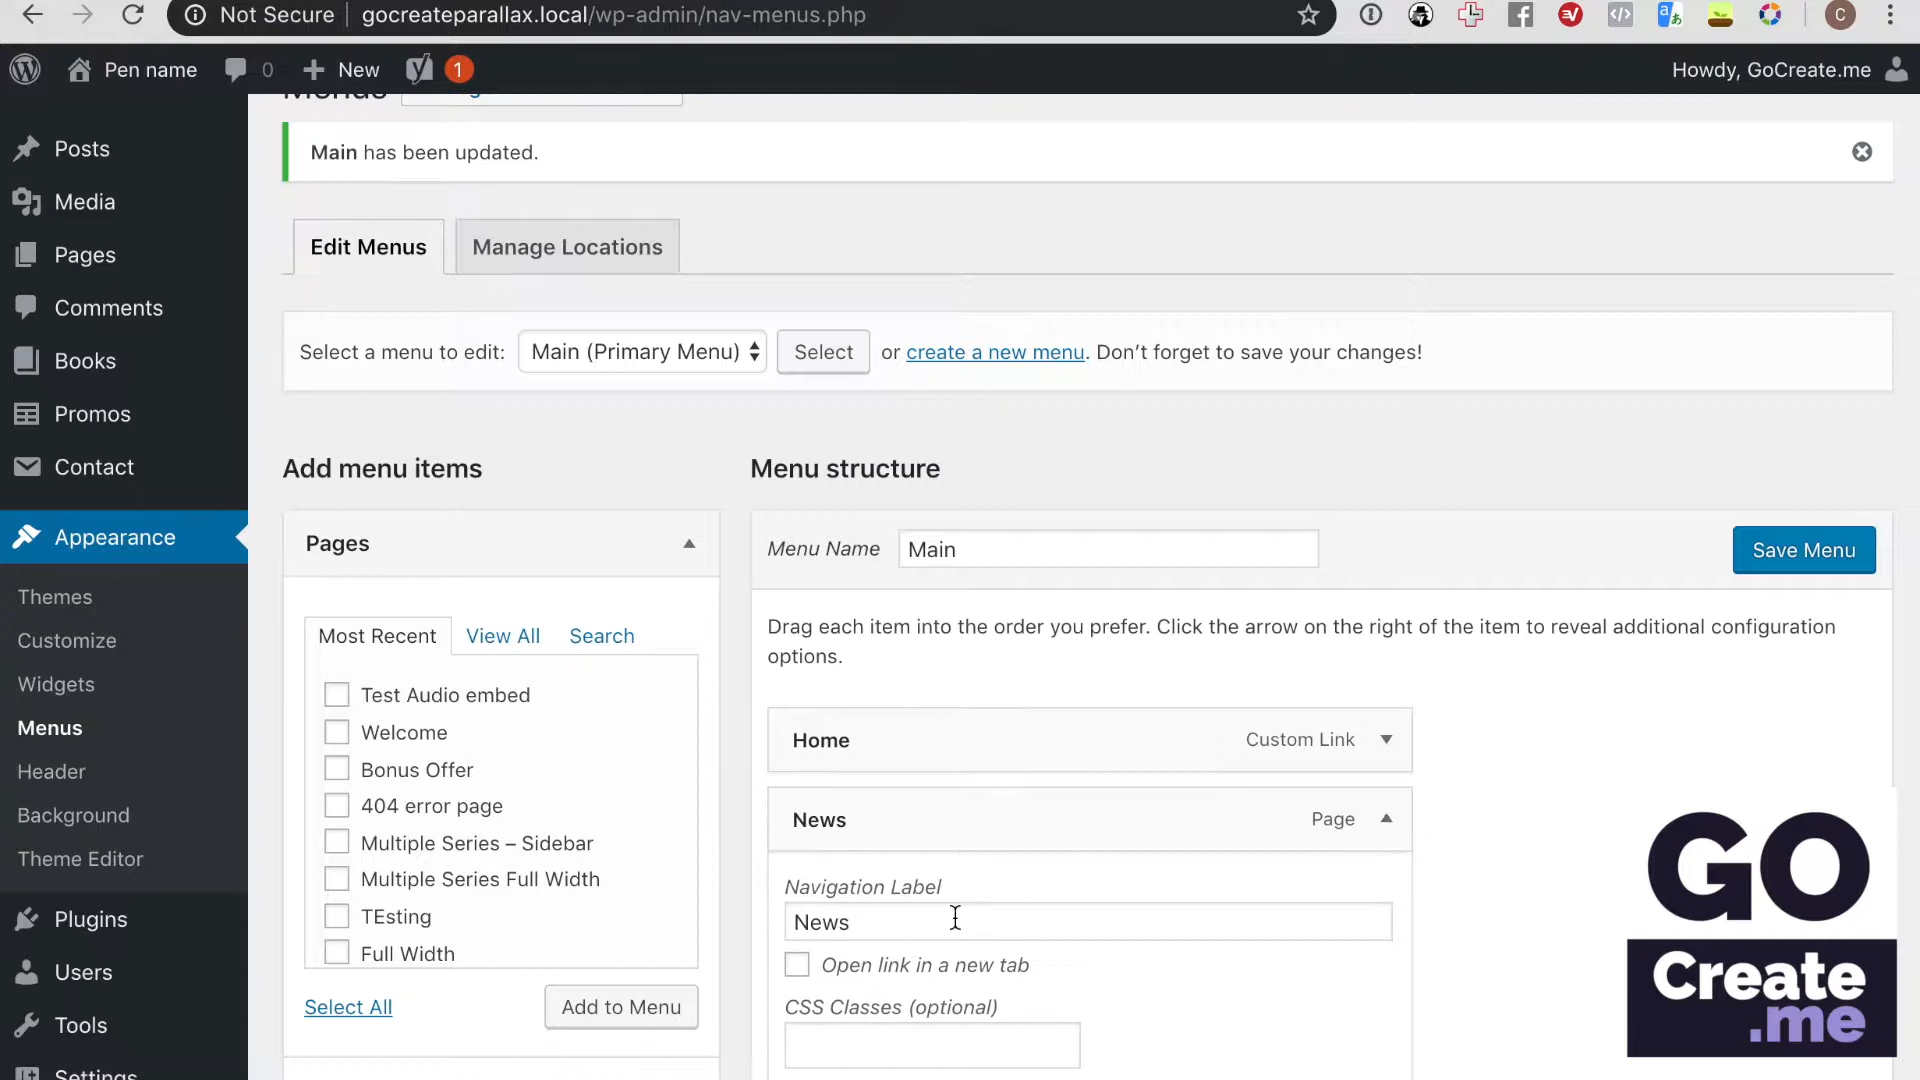 Not Secure
gocreateparallax.local/wp-admin/nav-menus.php
C
Pen name
0
New
1
Howdy, GoCreate.me
Menus
Main has been updated.
Posts
Media
Pages
Comments
Books
Promos
Contact
Appearance
Themes
Customize
Widgets
Menus
Header
Background
Theme Editor
Plugins
Users
Tools
Settings
Edit Menus
Manage Locations
Select a menu to edit: Main (Primary Menu) Select or create a new menu. Don’t forget to save your changes!
Add menu items
Pages
Most Recent View All Search
Test Audio embed
Welcome
Bonus Offer
404 error page
Multiple Series – Sidebar
Multiple Series Full Width
TEsting
Full Width
Select All
Add to Menu
Menu structure
Menu Name Main
Save Menu
Drag each item into the order you prefer. Click the arrow on the right of the item to reveal additional configuration
options.
Home Custom Link
News Page
Navigation Label
News
Open link in a new tab
CSS Classes (optional)
GO
Create
.me